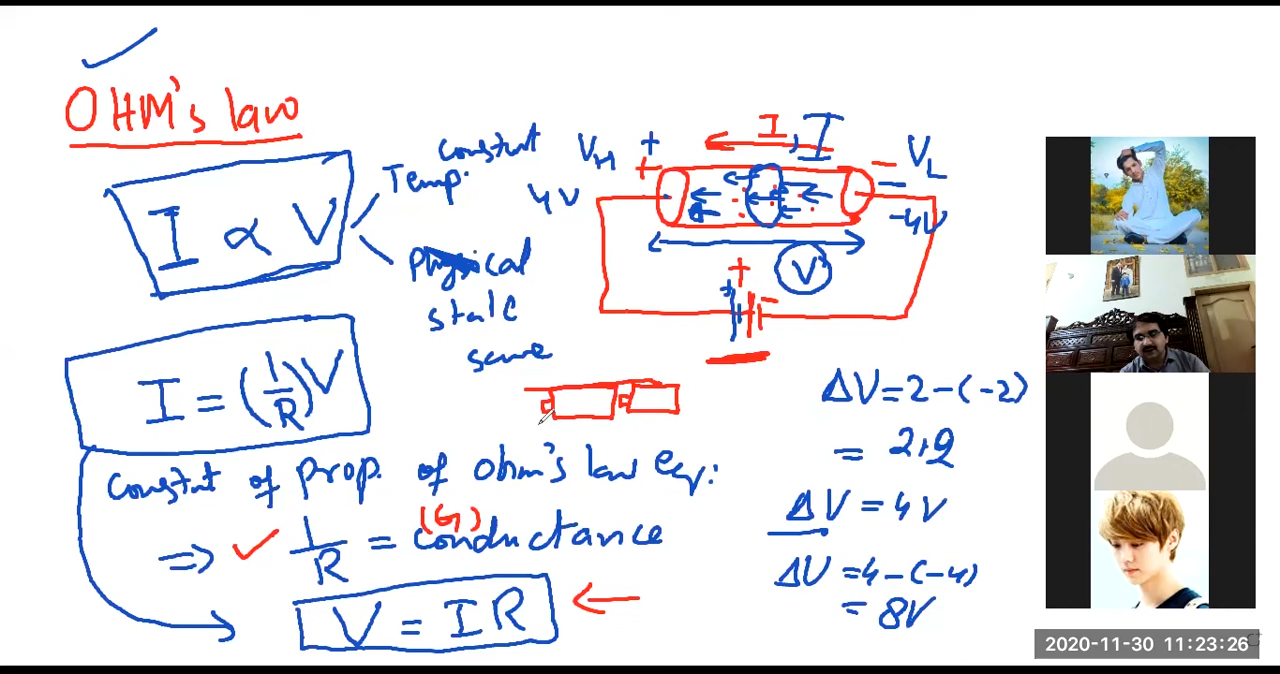 OHM's law
I ∝ V
Temp. constant
Physical
state
same
I = (1/R)V
constant of prop. of ohm's law eq:
=> 1/R = conductance
(G)
V = IR
I, I
VH + +
4V
− − VL
-4V
V
+ + −
ΔV = 2-(-2)
= 2+2
ΔV = 4V
ΔV = 4-(-4)
= 8V
2020-11-30 11:23:26